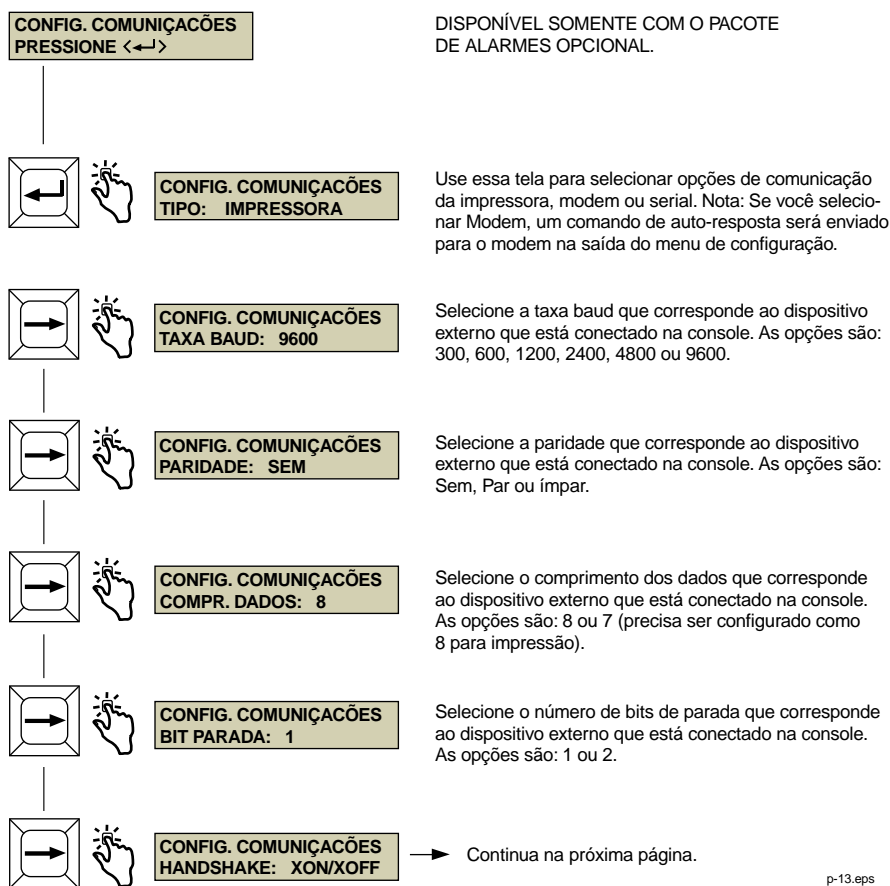 CONFIG. COMUNIÇACÕES
PRESSIONE <↵>
DISPONÍVEL SOMENTE COM O PACOTE
DE ALARMES OPCIONAL.
CONFIG. COMUNIÇACÕES
TIPO: IMPRESSORA
Use essa tela para selecionar opções de comunicação
da impressora, modem ou serial. Nota: Se você selecio-
nar Modem, um comando de auto-resposta será enviado
para o modem na saída do menu de configuração.
CONFIG. COMUNIÇACÕES
TAXA BAUD: 9600
Selecione a taxa baud que corresponde ao dispositivo
externo que está conectado na console. As opções são:
300, 600, 1200, 2400, 4800 ou 9600.
CONFIG. COMUNIÇACÕES
PARIDADE: SEM
Selecione a paridade que corresponde ao dispositivo
externo que está conectado na console. As opções são:
Sem, Par ou ímpar.
CONFIG. COMUNIÇACÕES
COMPR. DADOS: 8
Selecione o comprimento dos dados que corresponde
ao dispositivo externo que está conectado na console.
As opções são: 8 ou 7 (precisa ser configurado como
8 para impressão).
CONFIG. COMUNIÇACÕES
BIT PARADA: 1
Selecione o número de bits de parada que corresponde
ao dispositivo externo que está conectado na console.
As opções são: 1 ou 2.
CONFIG. COMUNIÇACÕES
HANDSHAKE: XON/XOFF
Continua na próxima página.
p-13.eps